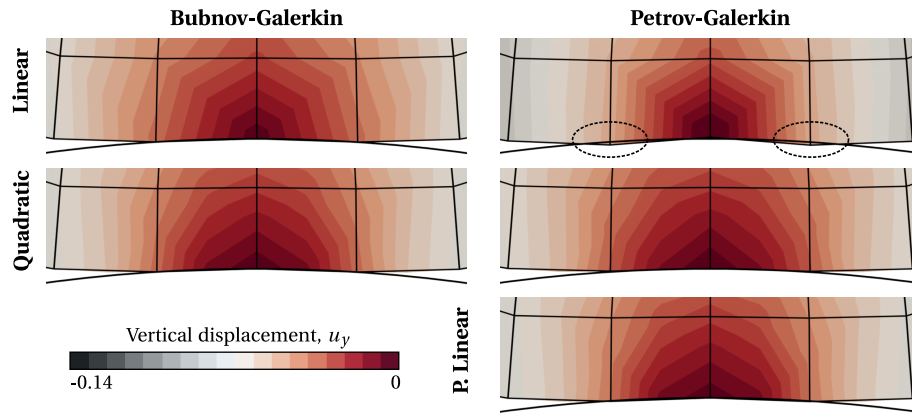 Bubnov-Galerkin
Petrov-Galerkin
Linear
Quadratic
P. Linear
Vertical displacement, u_y
-0.14
0